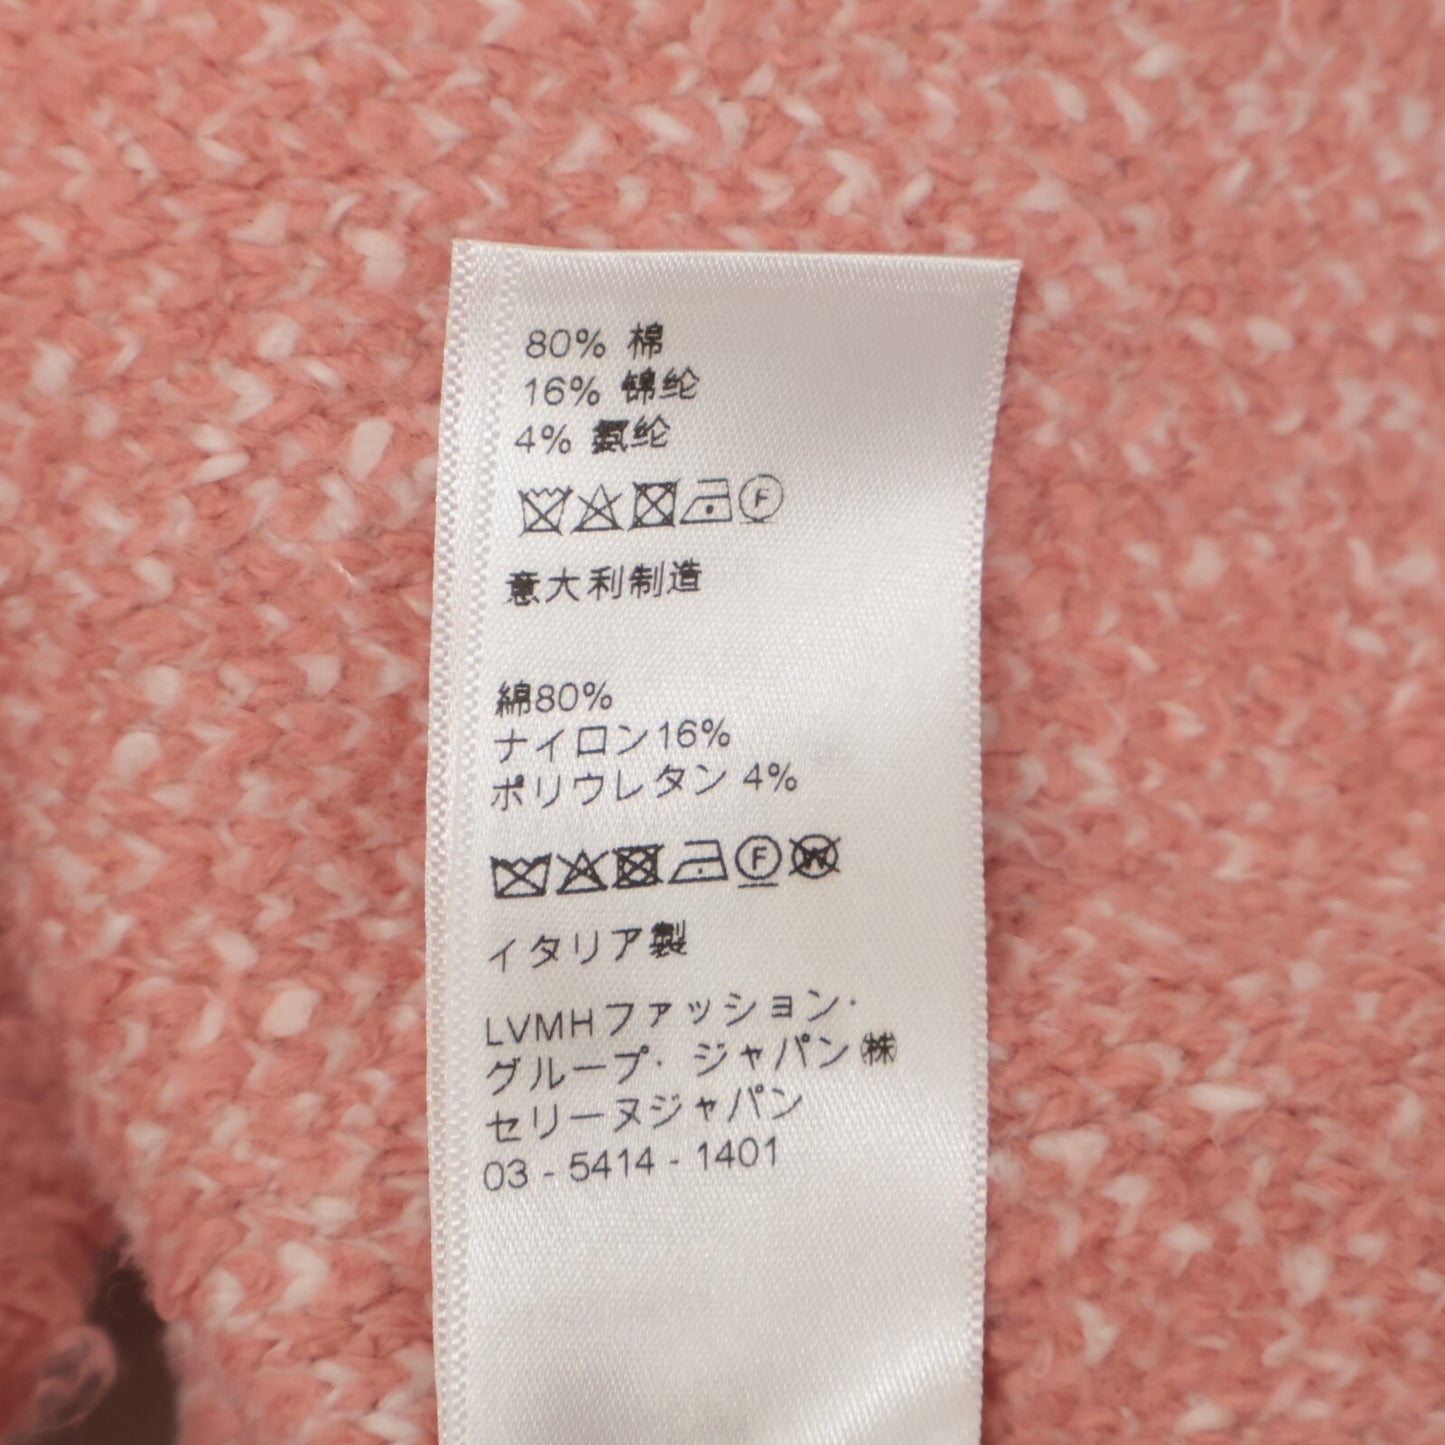 80% 棉
16% 锦纶
4% 氨纶
F
意大利制造
綿80%
ナイロン16%
ポリウレタン 4%
F W
イタリア製
LVMHファッション・
グループ・ジャパン㈱
セリーヌジャパン
03 - 5414 - 1401